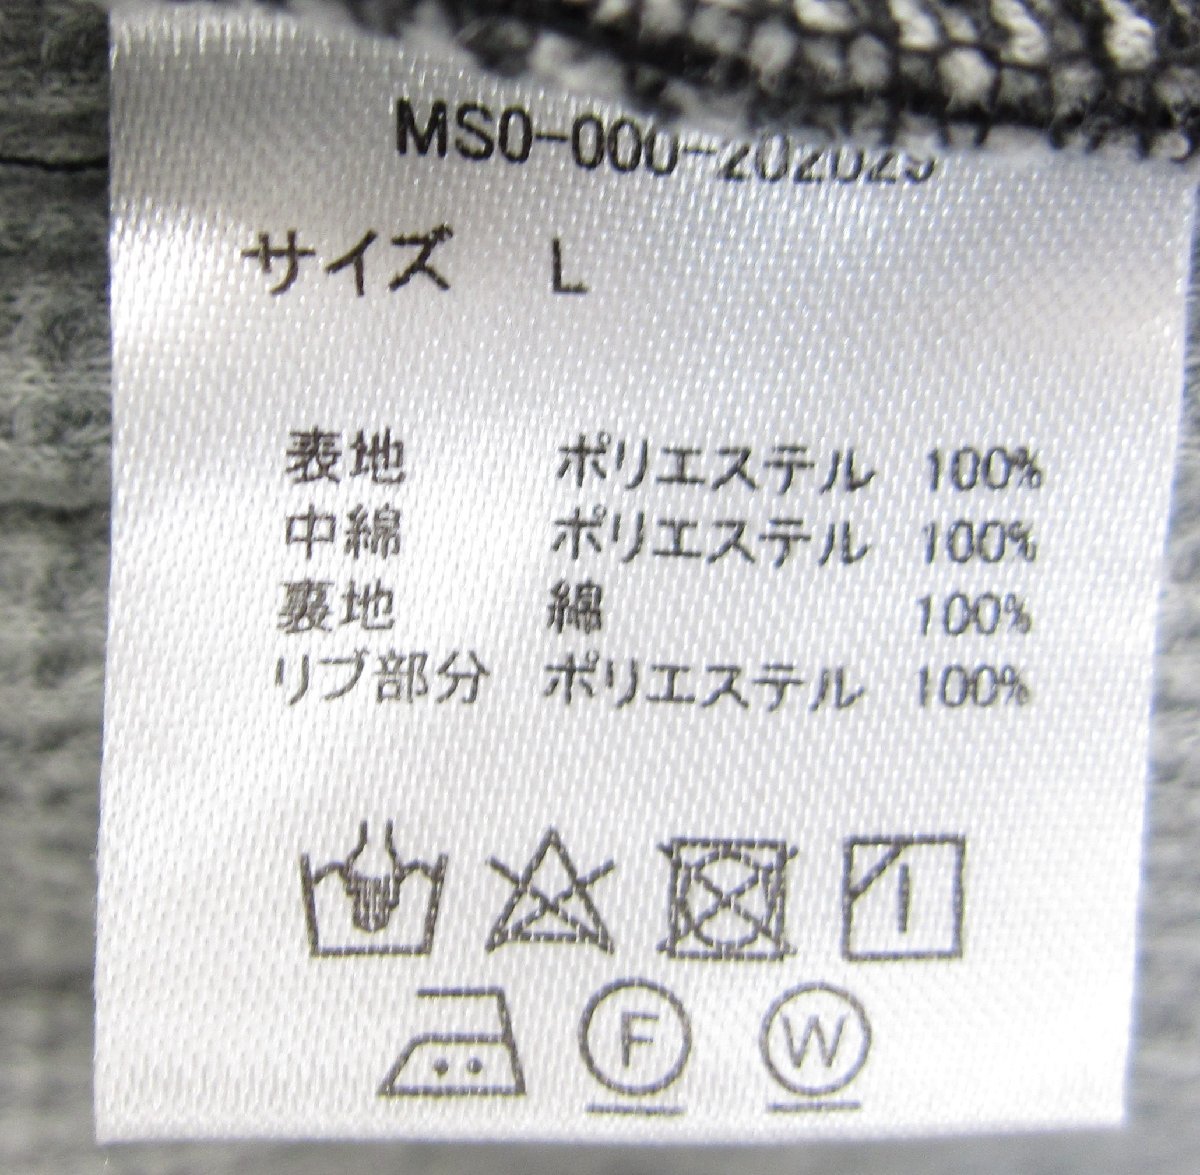 MS0-000-202029
サイズ L
表地 ポリエステル 100%
中綿 ポリエステル 100%
裏地 綿 100%
リブ部分 ポリエステル 100%
F W